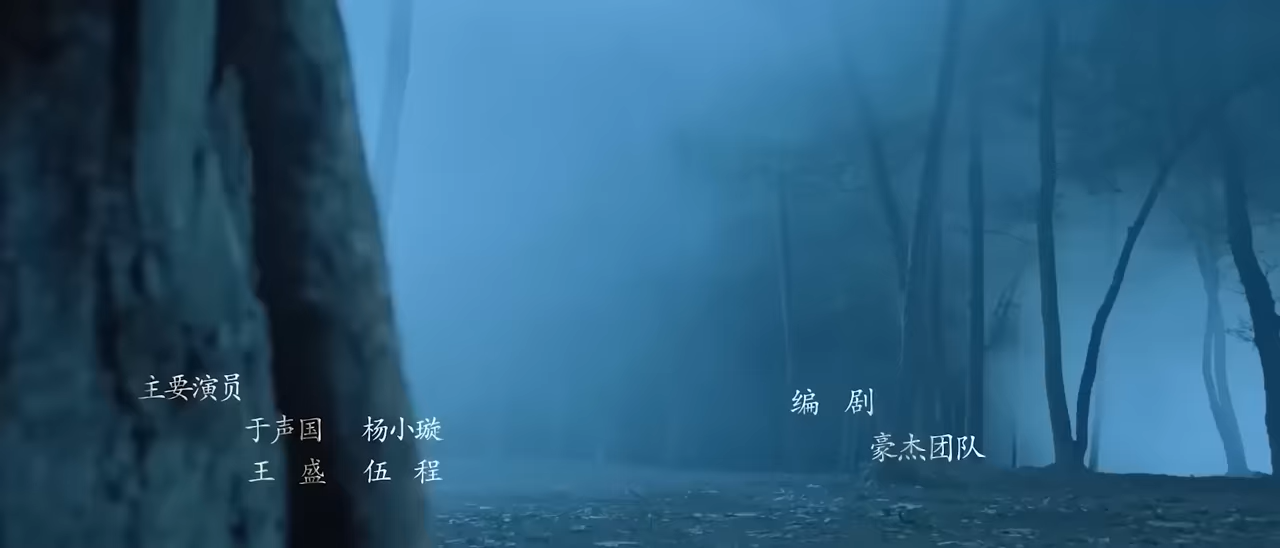 主要演员
于声国 杨小璇
王 盛 伍 程
编 剧
豪杰团队